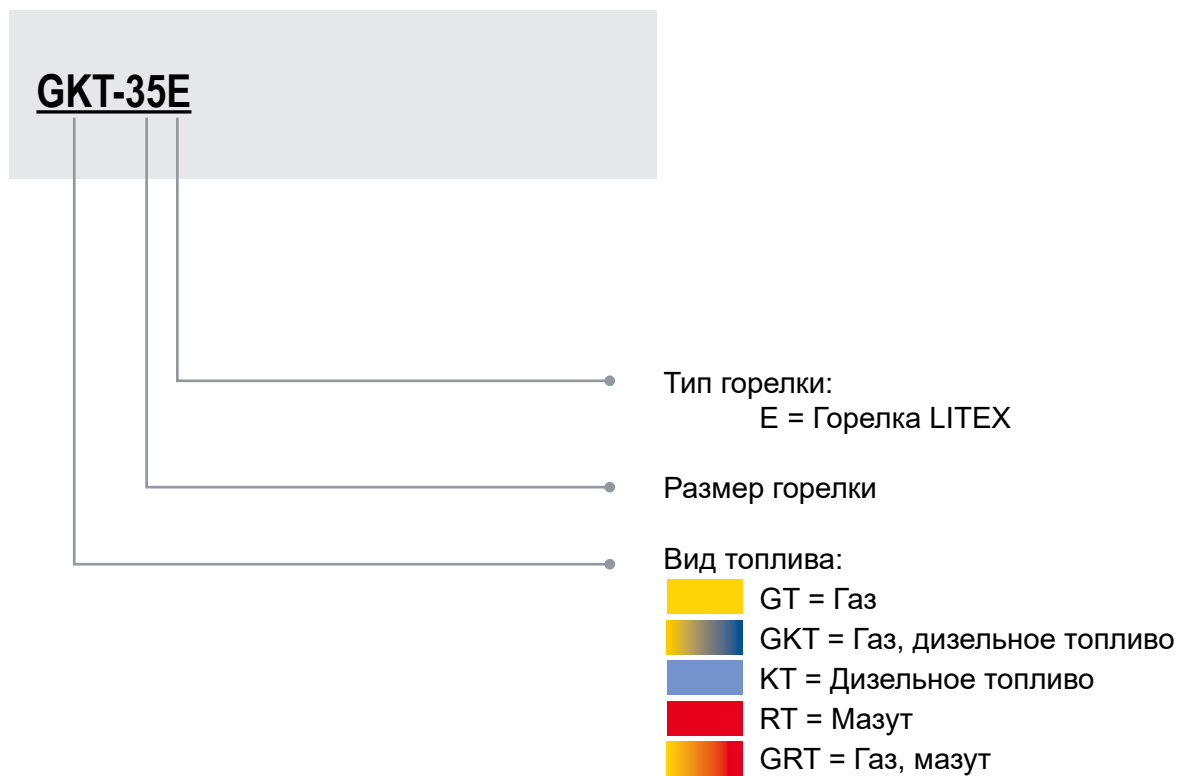 GKT-35E
Тип горелки:
E = Горелка LITEX
Размер горелки
Вид топлива:
GT = Газ
GKT = Газ, дизельное топливо
KT = Дизельное топливо
RT = Мазут
GRT = Газ, мазут